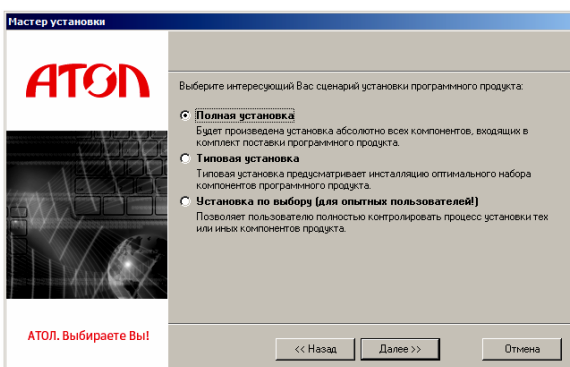 Мастер установки
АТОЛ
Выберите интересующий Вас сценарий установки программного продукта:
Полная установка
Будет произведена установка абсолютно всех компонентов, входящих в
комплект поставки программного продукта.
Типовая установка
Типовая установка предусматривает инсталляцию оптимального набора
компонентов программного продукта.
Установка по выбору (для опытных пользователей!)
Позволяет пользователю полностью контролировать процесс установки тех
или иных компонентов продукта.
АТОЛ. Выбираете Вы!
<< Назад
Далее >>
Отмена